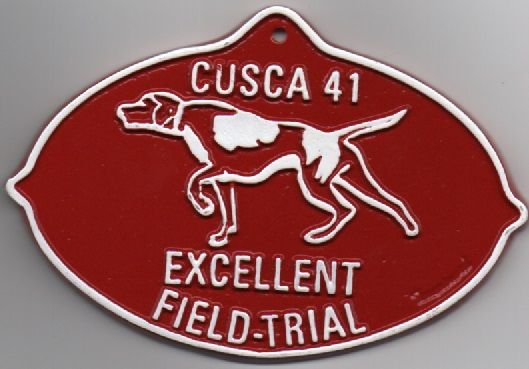 CUSCA 41
EXCELLENT
FIELD-TRIAL